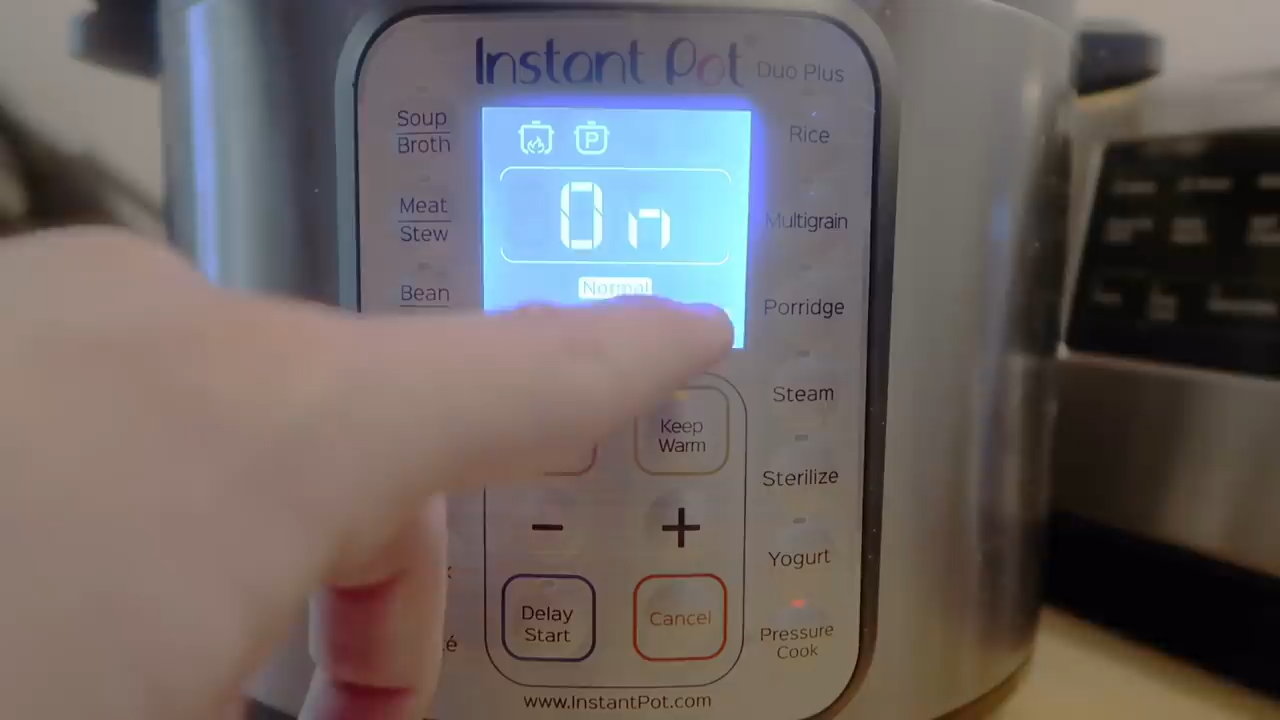 Instant Pot Duo Plus
Soup
Broth
Meat
Stew
Bean
P
On
Normal
Rice
Multigrain
Porridge
Steam
Sterilize
Yogurt
Pressure
Cook
Keep
Warm
-
+
Delay
Start
Cancel
www.InstantPot.com